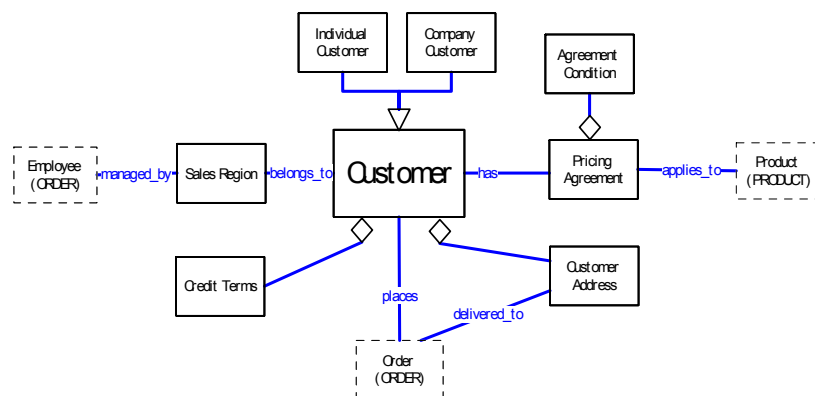 Individual
Customer
Company
Customer
Agreement
Condition
Employee
(ORDER)
managed_by
Sales Region
belongs_to
Customer
has
Pricing
Agreement
applies_to
Product
(PRODUCT)
Credit Terms
places
Customer
Address
delivered_to
Order
(ORDER)